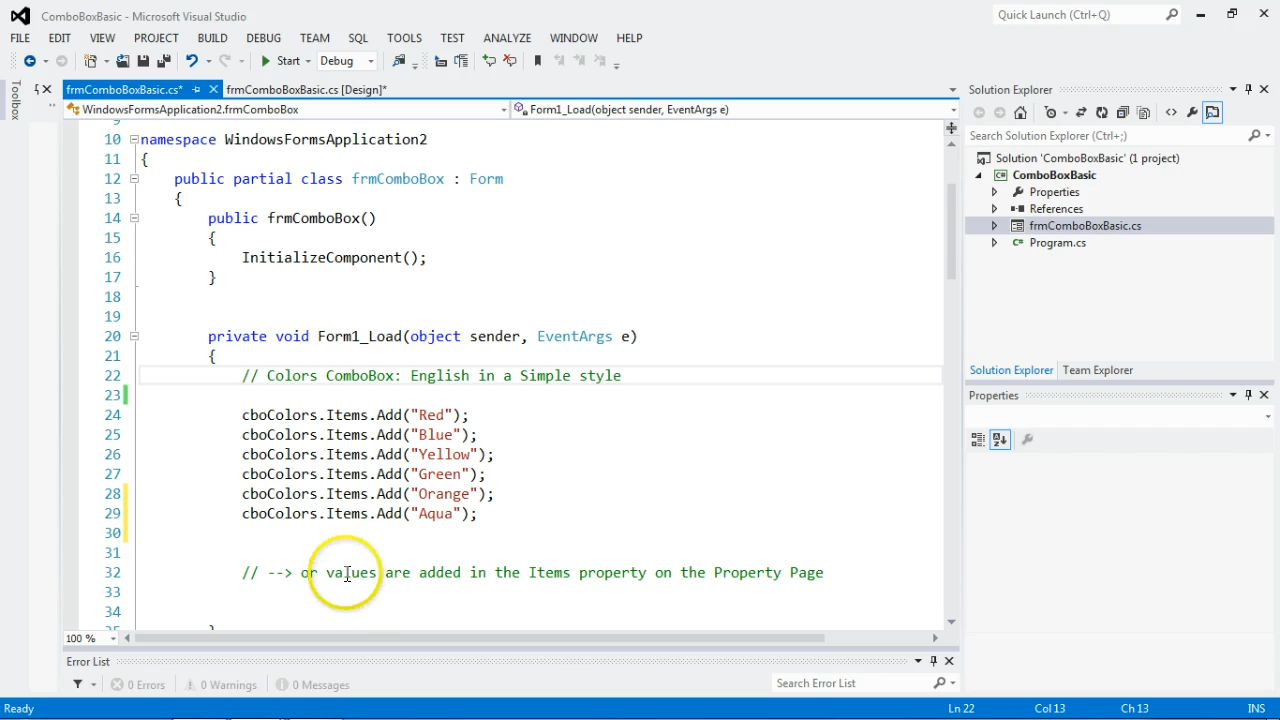 ComboBoxBasic - Microsoft Visual Studio
Quick Launch (Ctrl+Q)
FILE EDIT VIEW PROJECT BUILD DEBUG TEAM SQL TOOLS TEST ANALYZE WINDOW HELP
Start Debug
Toolbox
frmComboBoxBasic.cs* frmComboBoxBasic.cs [Design]*
WindowsFormsApplication2.frmComboBox Form1_Load(object sender, EventArgs e)
10 namespace WindowsFormsApplication2
11 {
12 public partial class frmComboBox : Form
13 {
14 public frmComboBox()
15 {
16 InitializeComponent();
17 }
18
19
20 private void Form1_Load(object sender, EventArgs e)
21 {
22 // Colors ComboBox: English in a Simple style
23
24 cboColors.Items.Add("Red");
25 cboColors.Items.Add("Blue");
26 cboColors.Items.Add("Yellow");
27 cboColors.Items.Add("Green");
28 cboColors.Items.Add("Orange");
29 cboColors.Items.Add("Aqua");
30
31
32 // --> or values are added in the Items property on the Property Page
33
34
100 %
Error List
0 Errors 0 Warnings 0 Messages
Search Error List
Solution Explorer
Search Solution Explorer (Ctrl+;)
Solution 'ComboBoxBasic' (1 project)
ComboBoxBasic
Properties
References
frmComboBoxBasic.cs
Program.cs
Solution Explorer Team Explorer
Properties
Ready Ln 22 Col 13 Ch 13 INS